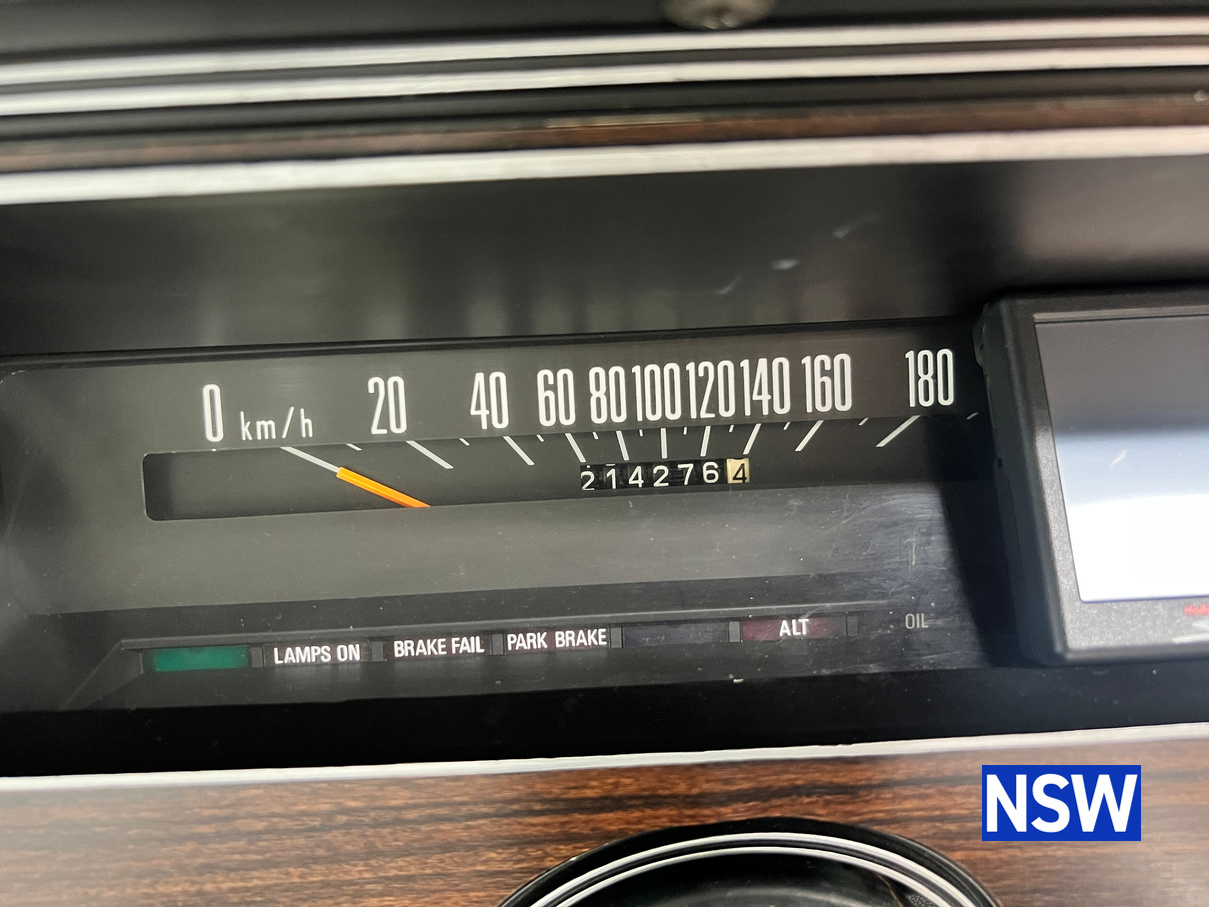 0 km/h 20 40 60 80 100 120 140 160 180
2142764
LAMPS ON BRAKE FAIL PARK BRAKE ALT OIL
NSW